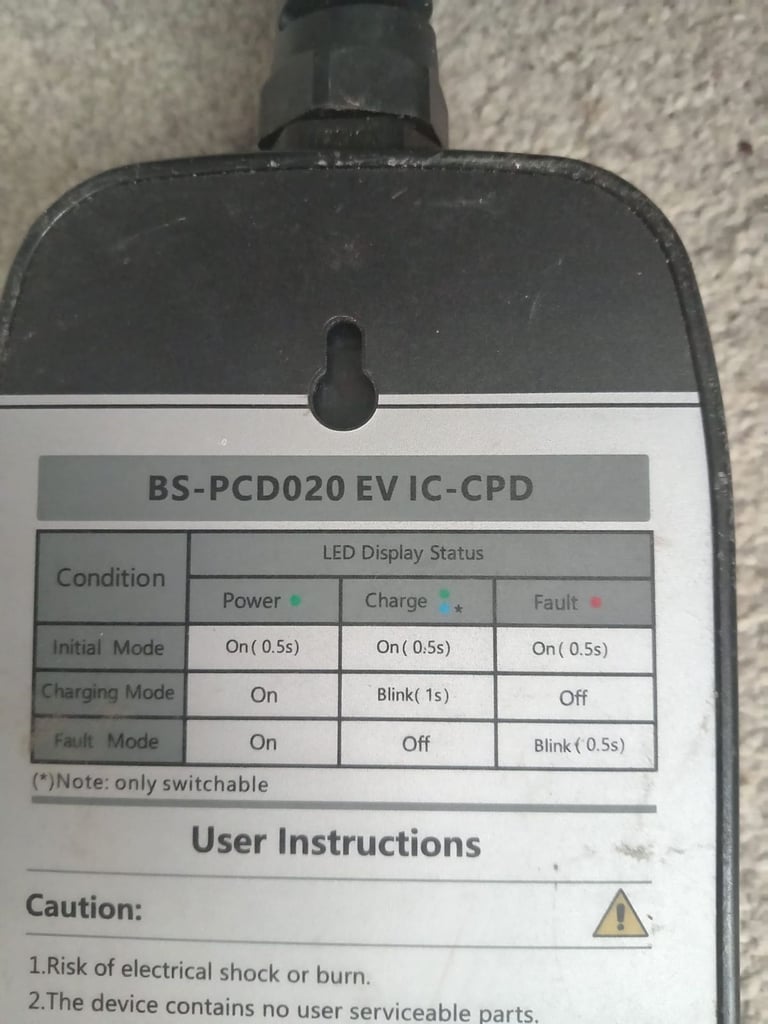 BS-PCD020 EV IC-CPD
Condition
LED Display Status
Power Charge * Fault
Initial Mode On( 0.5s) On( 0.5s) On( 0.5s)
Charging Mode On Blink( 1s) Off
Fault Mode On Off Blink( 0.5s)
(*)Note: only switchable
User Instructions
Caution:
!
1.Risk of electrical shock or burn.
2.The device contains no user serviceable parts.